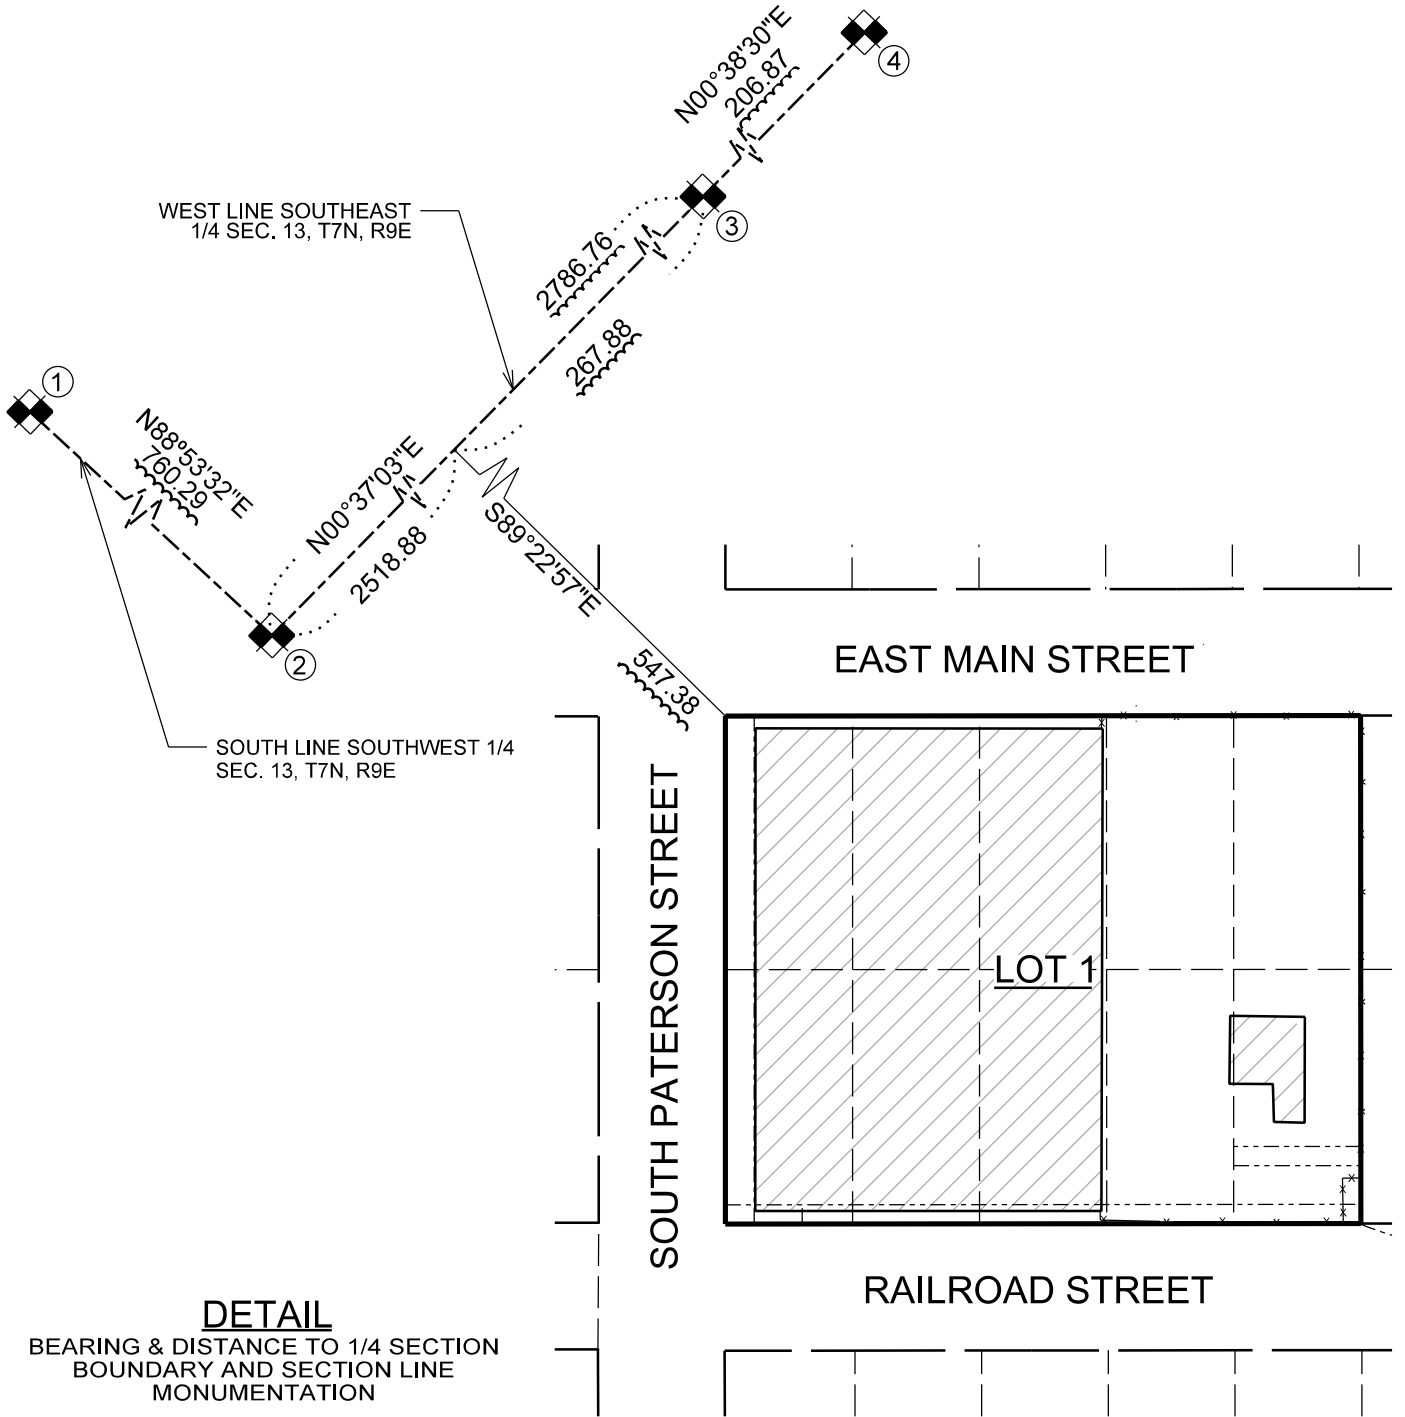 N00°38'30"E
206.87
4
3
WEST LINE SOUTHEAST
1/4 SEC. 13, T7N, R9E
2786.76
267.88
1
N88°53'32"E
760.29
N00°37'03"E
2518.88
S89°22'57"E
547.38
2
EAST MAIN STREET
SOUTH LINE SOUTHWEST 1/4
SEC. 13, T7N, R9E
SOUTH PATERSON STREET
LOT 1
RAILROAD STREET
DETAIL
BEARING & DISTANCE TO 1/4 SECTION
BOUNDARY AND SECTION LINE
MONUMENTATION